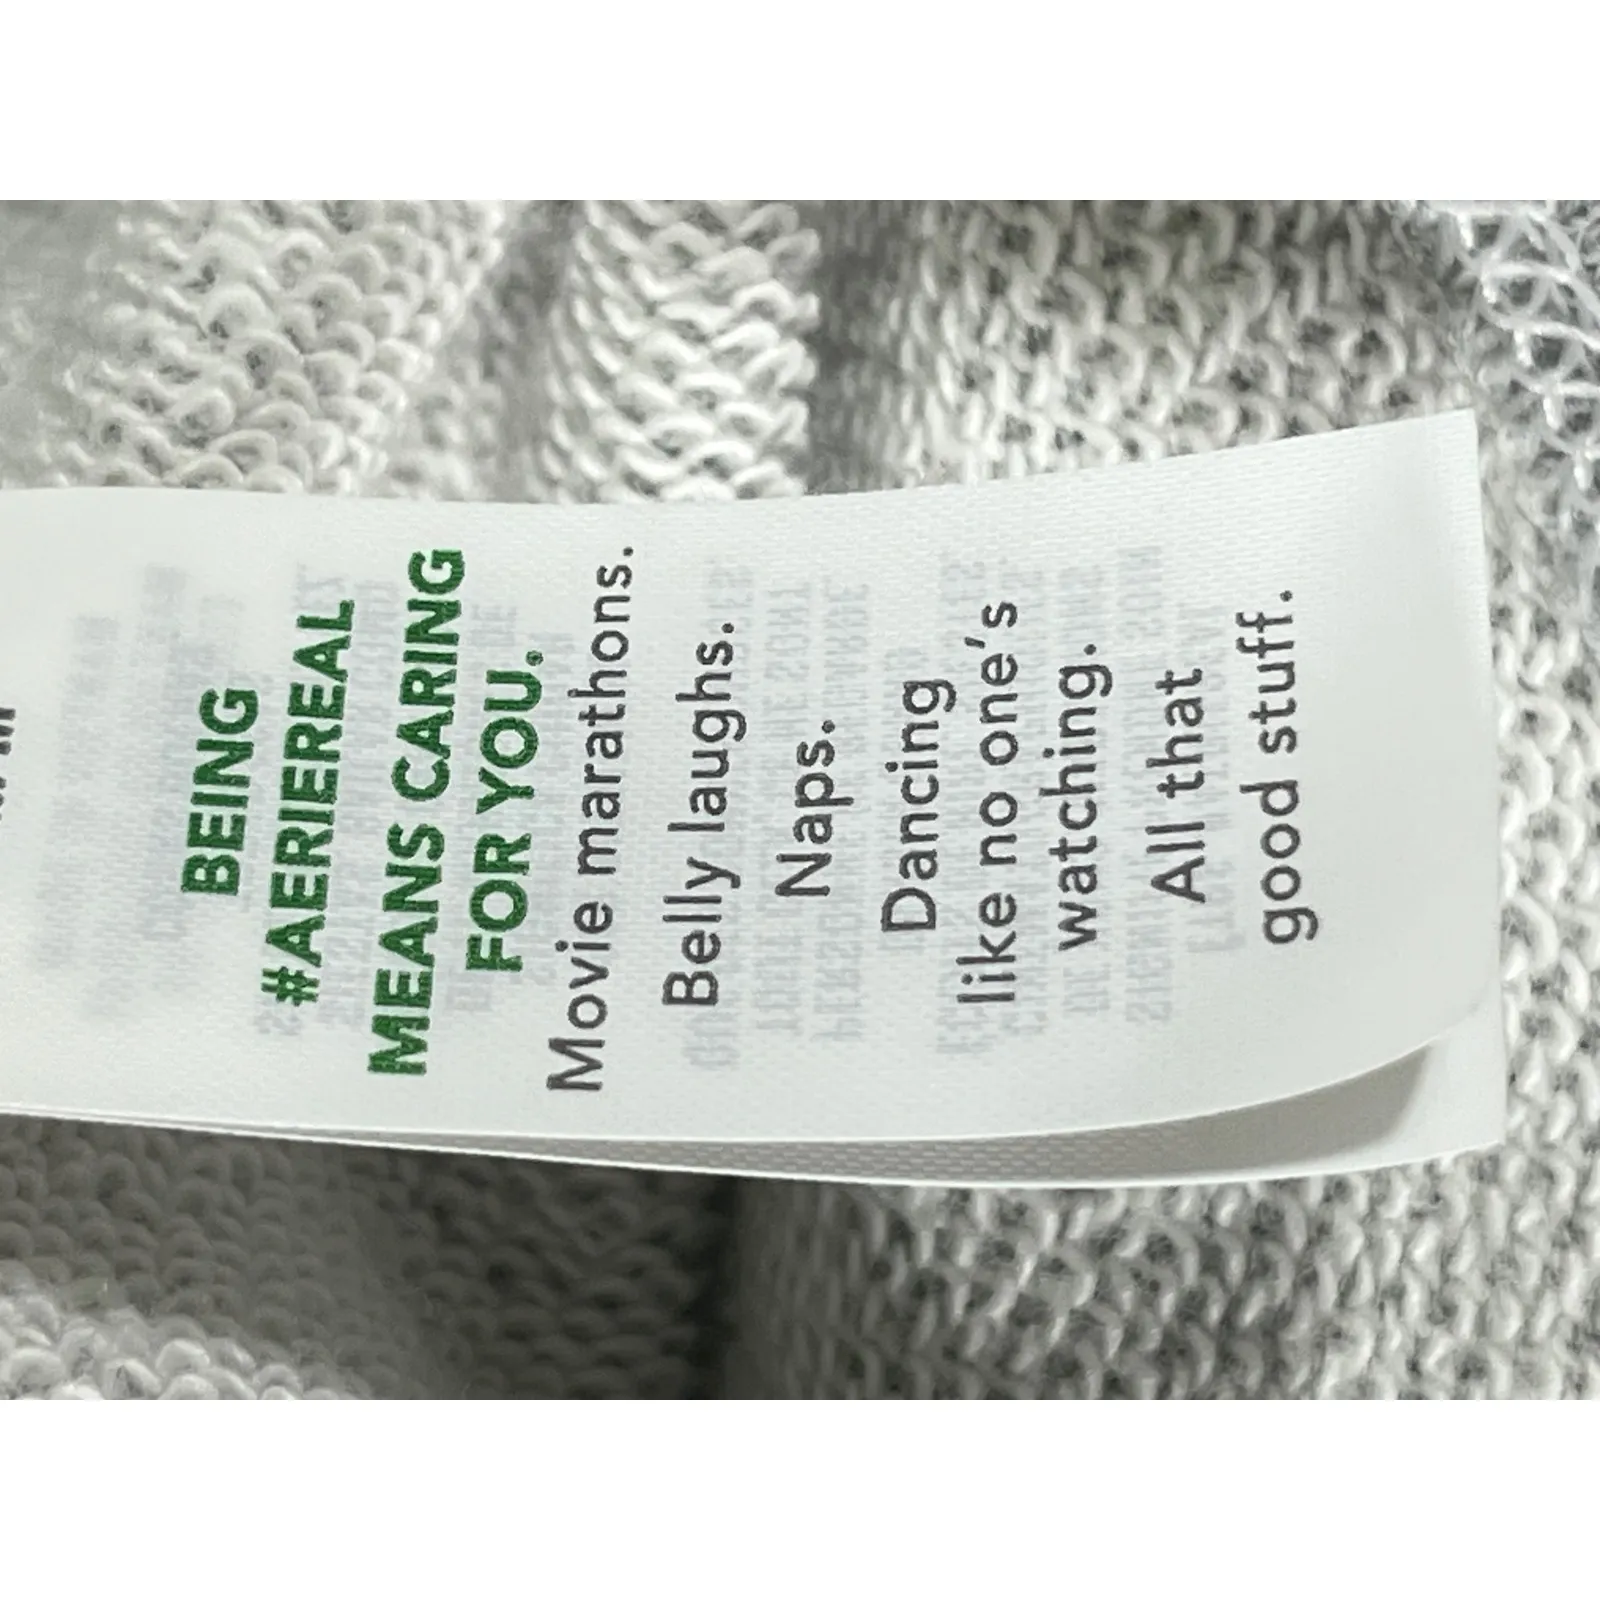 BEING
#AERIEREAL
MEANS CARING
FOR YOU.
Movie marathons.
Belly laughs.
Naps.
Dancing
like no one's
watching.
All that
good stuff.